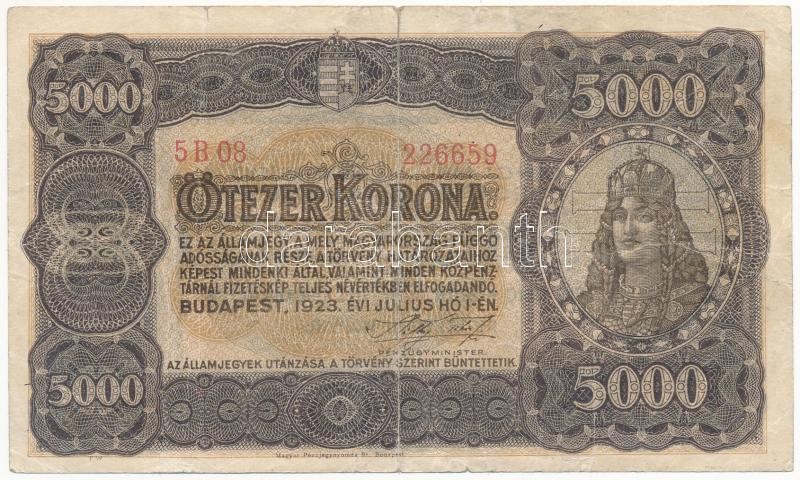 5000
5000
5 B 08
226659
ÖTEZER KORONA.
EZ AZ ÁLLAMJEGY, AMELY MAGYARORSZÁG FÜGGŐ
ADÓSSÁGÁNAK RÉSZE, A TÖRVÉNY HATÁROZATAIHOZ
KÉPEST MINDENKI ÁLTAL, VALAMINT MINDEN KÖZPÉNZ-
TÁRNÁL FIZETÉSKÉP TELJES NÉVÉRTÉKBEN ELFOGADANDÓ.
BUDAPEST, 1923. ÉVI JULIUS HÓ 1-ÉN.
PÉNZÜGYMINISTER.
AZ ÁLLAMJEGYEK UTÁNZÁSA A TÖRVÉNY SZERINT BÜNTETTETIK.
5000
5000
Magyar Pénzjegynyomda Rt. Budapest.
darabanth